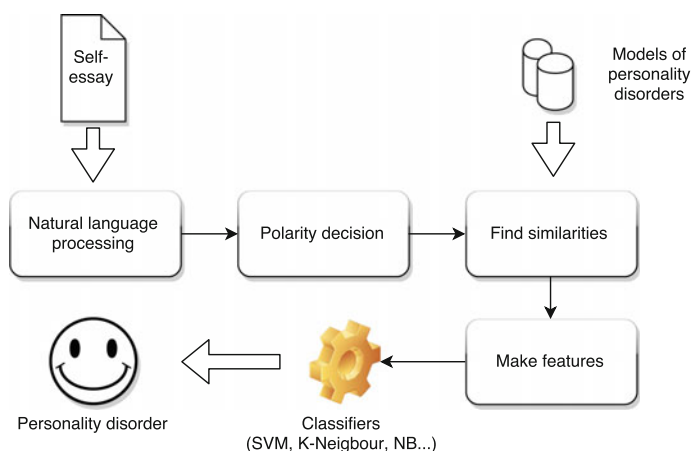 Self-
essay
Models of
personality
disorders
Natural language
processing
Polarity decision
Find similarities
Make features
Personality disorder
Classifiers
(SVM, K-Neigbour, NB...)